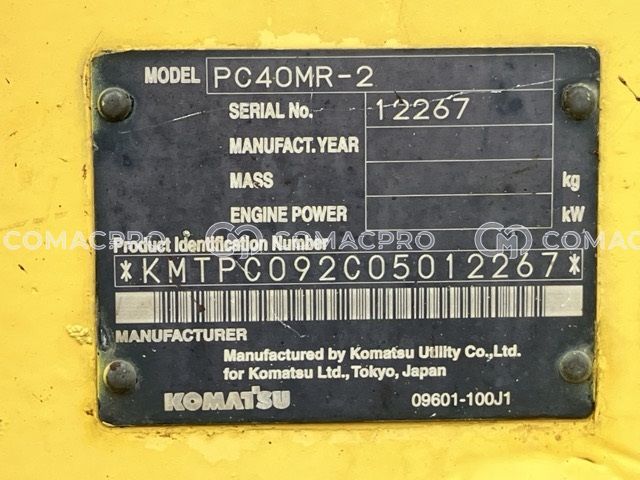 MODEL PC40MR-2
SERIAL No. 12267
MANUFACT.YEAR
MASS kg
ENGINE POWER kW
COMACPRO COMACPRO COMACPRO
Product Identification Number
*KMTPC092C05012267*
MANUFACTURER
Manufactured by Komatsu Utility Co.,Ltd.
for Komatsu Ltd.,Tokyo, Japan
KOMATSU 09601-100J1